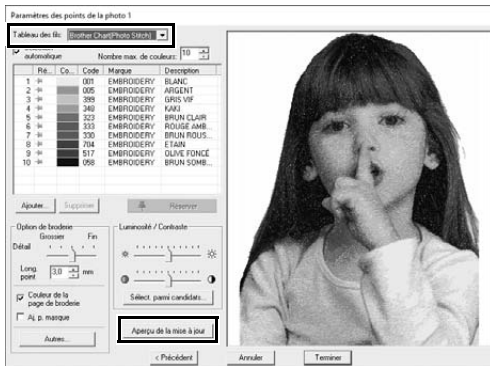 Paramètres des points de la photo 1
Tableau des fils: Brother Chart(Photo Stitch)
automatique Nombre max. de couleurs: 10
Ré... Co... Code Marque Description
1 001 EMBROIDERY BLANC
2 005 EMBROIDERY ARGENT
3 399 EMBROIDERY GRIS VIF
4 348 EMBROIDERY KAKI
5 323 EMBROIDERY BRUN CLAIR
6 333 EMBROIDERY ROUGE AMB...
7 330 EMBROIDERY BRUN ROUS...
8 704 EMBROIDERY ETAIN
9 517 EMBROIDERY OLIVE FONCÉ
10 058 EMBROIDERY BRUN SOMB...
Ajouter... Supprimer Réserver
Option de broderie
Grossier Fin
Détail
Long. point 3,0 mm
Couleur de la
page de broderie
Aj. p. masque
Autres...
Luminosité / Contraste
Sélect. parmi candidats...
Aperçu de la mise à jour
< Précédent Annuler Terminer